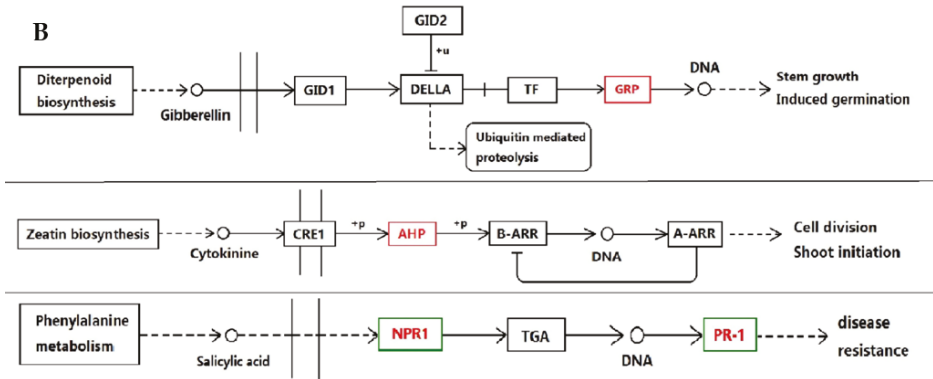 B
GID2
+u
Diterpenoid
biosynthesis
Gibberellin
GID1
DELLA
TF
GRP
DNA
Stem growth
Induced germination
Ubiquitin mediated
proteolysis
Zeatin biosynthesis
Cytokinine
CRE1
+p
AHP
+p
B-ARR
DNA
A-ARR
Cell division
Shoot initiation
Phenylalanine
metabolism
Salicylic acid
NPR1
TGA
DNA
PR-1
disease
resistance